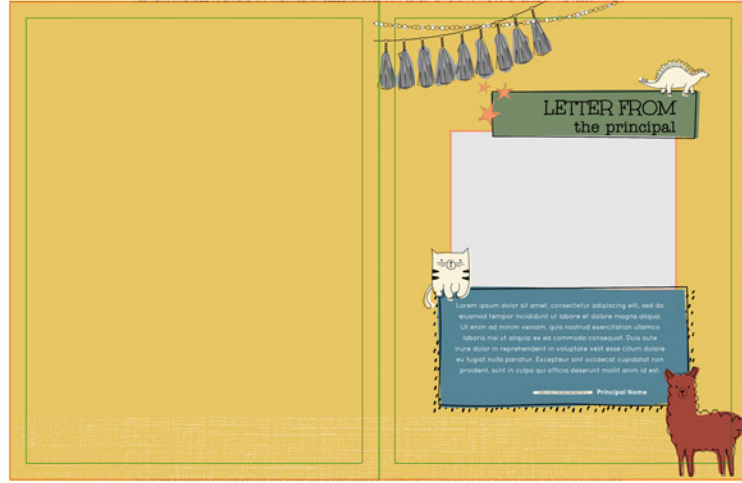 LETTER FROM
the principal
Lorem ipsum dolor sit amet, consectetur adipiscing elit, sed do
eiusmod tempor incididunt ut labore et dolore magna aliqua.
Ut enim ad minim veniam, quis nostrud exercitation ullamco
laboris nisi ut aliquip ex ea commodo consequat. Duis aute
irure dolor in reprehenderit in voluptate velit esse cillum dolore
eu fugiat nulla pariatur. Excepteur sint occaecat cupidatat non
proident, sunt in culpa qui officia deserunt mollit anim id est.
Principal Name